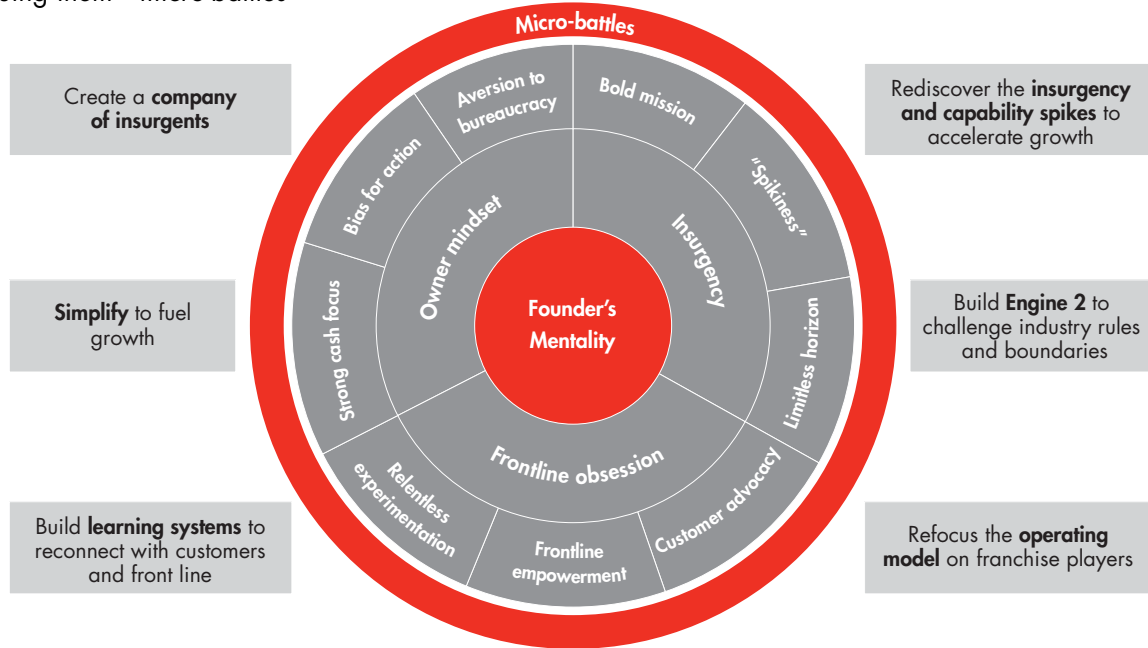 Micro-battles
Create a company
of insurgents
Simplify to fuel
growth
Build learning systems to
reconnect with customers
and front line
Aversion to
bureaucracy
Bold mission
Bias for action
"Spikiness"
Owner mindset
Insurgency
Strong cash focus
Founder's
Mentality
Limitless horizon
Frontline obsession
Relentless
experimentation
Frontline
empowerment
Customer advocacy
Rediscover the insurgency
and capability spikes to
accelerate growth
Build Engine 2 to
challenge industry rules
and boundaries
Refocus the operating
model on franchise players